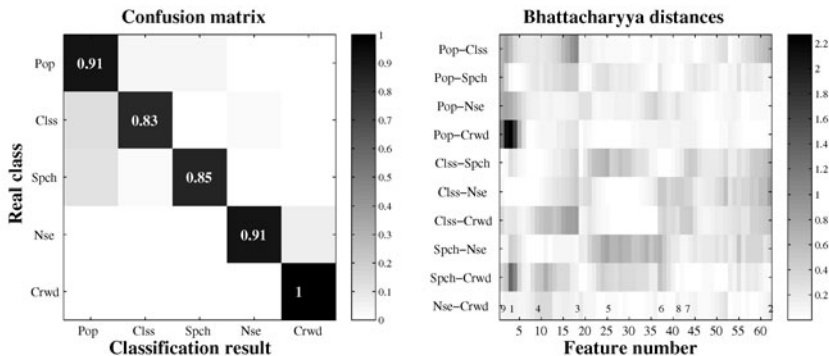 Confusion matrix
Pop
Clss
Spch
Nse
Crwd
Real class
0.91
0.83
0.85
0.91
1
Pop Clss Spch Nse Crwd
Classification result
1
0.9
0.8
0.7
0.6
0.5
0.4
0.3
0.2
0.1
0
Bhattacharyya distances
Pop–Clss
Pop–Spch
Pop–Nse
Pop–Crwd
Clss–Spch
Clss–Nse
Clss–Crwd
Spch–Nse
Spch–Crwd
Nse–Crwd
9 1 4 3 5 6 8 7 2
5 10 15 20 25 30 35 40 45 50 55 60
Feature number
2.2
2
1.8
1.6
1.4
1.2
1
0.8
0.6
0.4
0.2